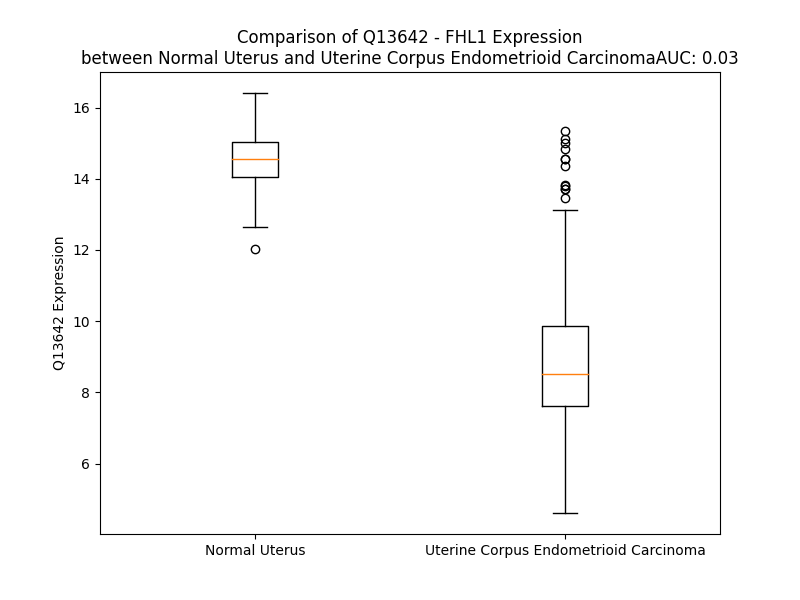 Comparison of Q13642 - FHL1 Expression
between Normal Uterus and Uterine Corpus Endometrioid CarcinomaAUC: 0.03
16
14
12
10
8
6
Q13642 Expression
Normal Uterus
Uterine Corpus Endometrioid Carcinoma